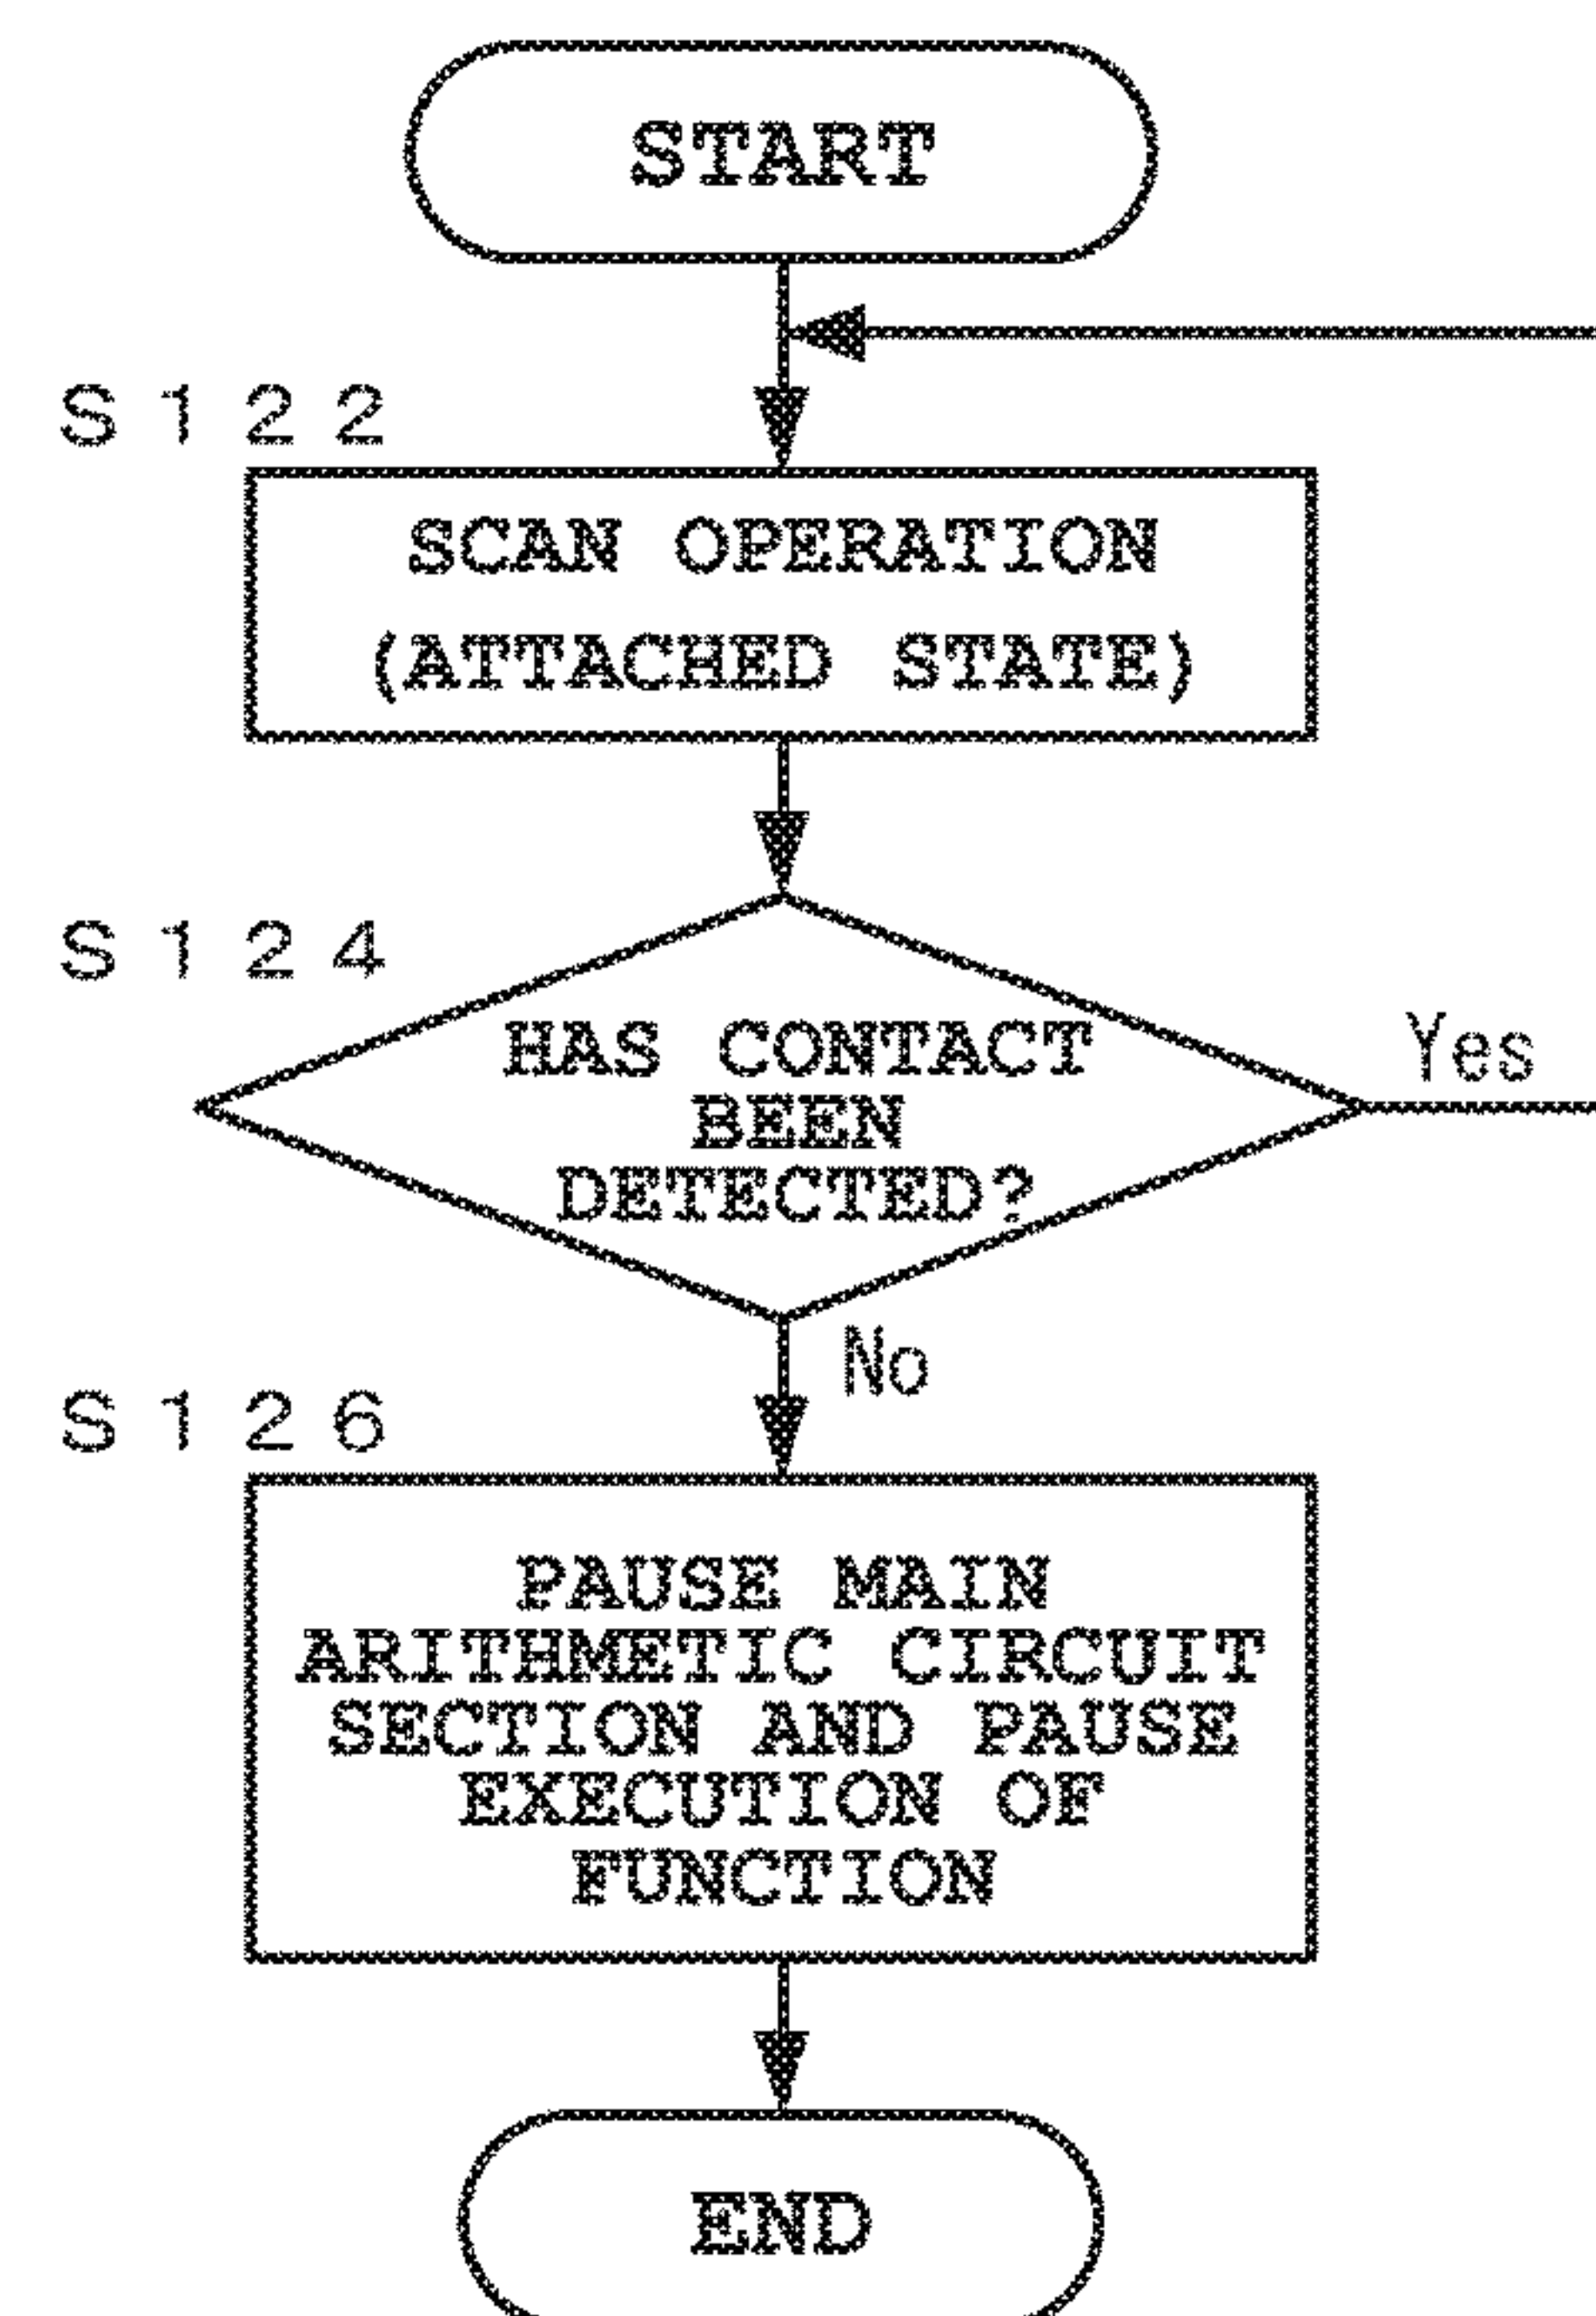 START
S122
SCAN OPERATION
(ATTACHED STATE)
S124
HAS CONTACT
BEEN
DETECTED?
Yes
No
S126
PAUSE MAIN
ARITHMETIC CIRCUIT
SECTION AND PAUSE
EXECUTION OF
FUNCTION
END